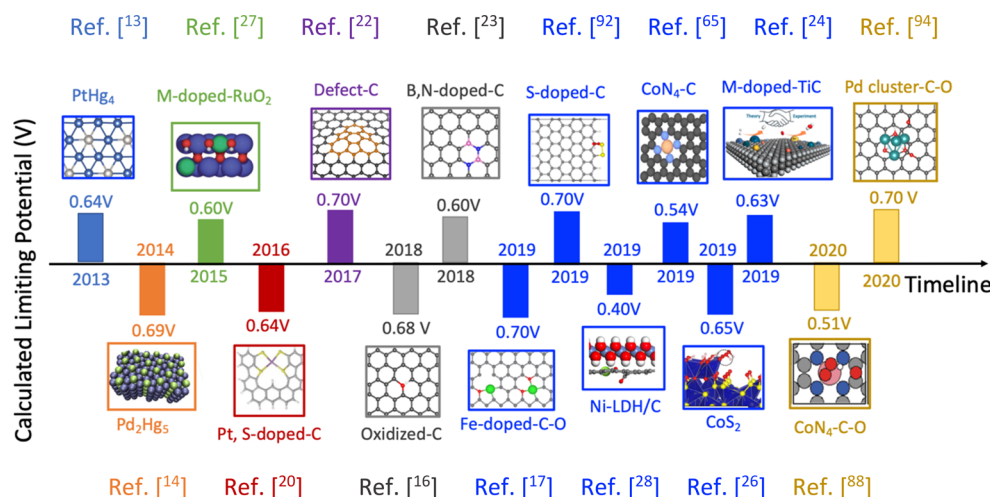 Ref. [13] Ref. [27] Ref. [22] Ref. [23] Ref. [92] Ref. [65] Ref. [24] Ref. [94]
PtHg₄ M-doped-RuO₂ Defect-C B,N-doped-C S-doped-C CoN₄-C M-doped-TiC Pd cluster-C-O
Theory Experiment
0.64V 0.60V 0.70V 0.60V 0.70V 0.54V 0.63V 0.70 V
2014 2016 2018 2019 2019 2019 2020
2013 2015 2017 2018 2019 2019 2019 2020 Timeline
0.69V 0.64V 0.68 V 0.70V 0.40V 0.65V 0.51V
Pd₂Hg₅ Pt, S-doped-C Oxidized-C Fe-doped-C-O Ni-LDH/C CoS₂ CoN₄-C-O
Ref. [14] Ref. [20] Ref. [16] Ref. [17] Ref. [28] Ref. [26] Ref. [88]
Calculated Limiting Potential (V)